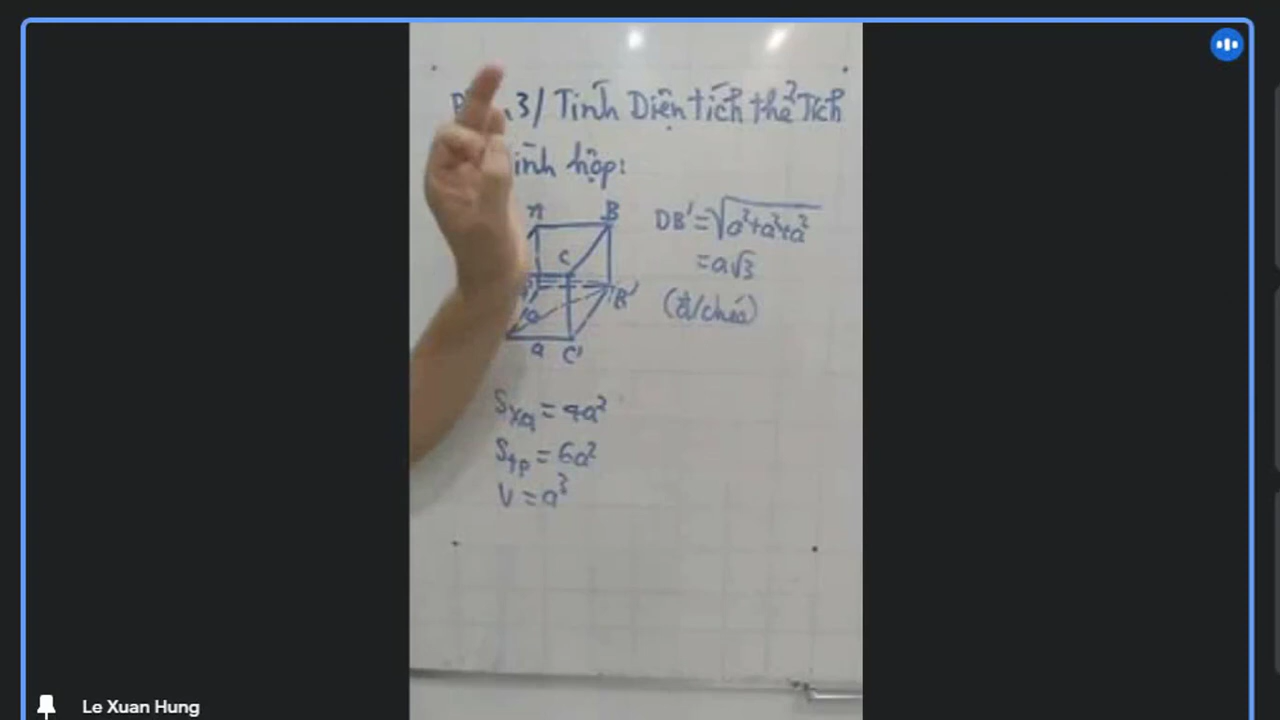 3/ Tính Diện tích thể Tích
hình hộp:
A B
C
B'
a
a C'
DB' = √a²+a²+a²
= a√3
(đ/chéo)
Sxq = 4a²
Stp = 6a²
V = a³
Le Xuan Hung